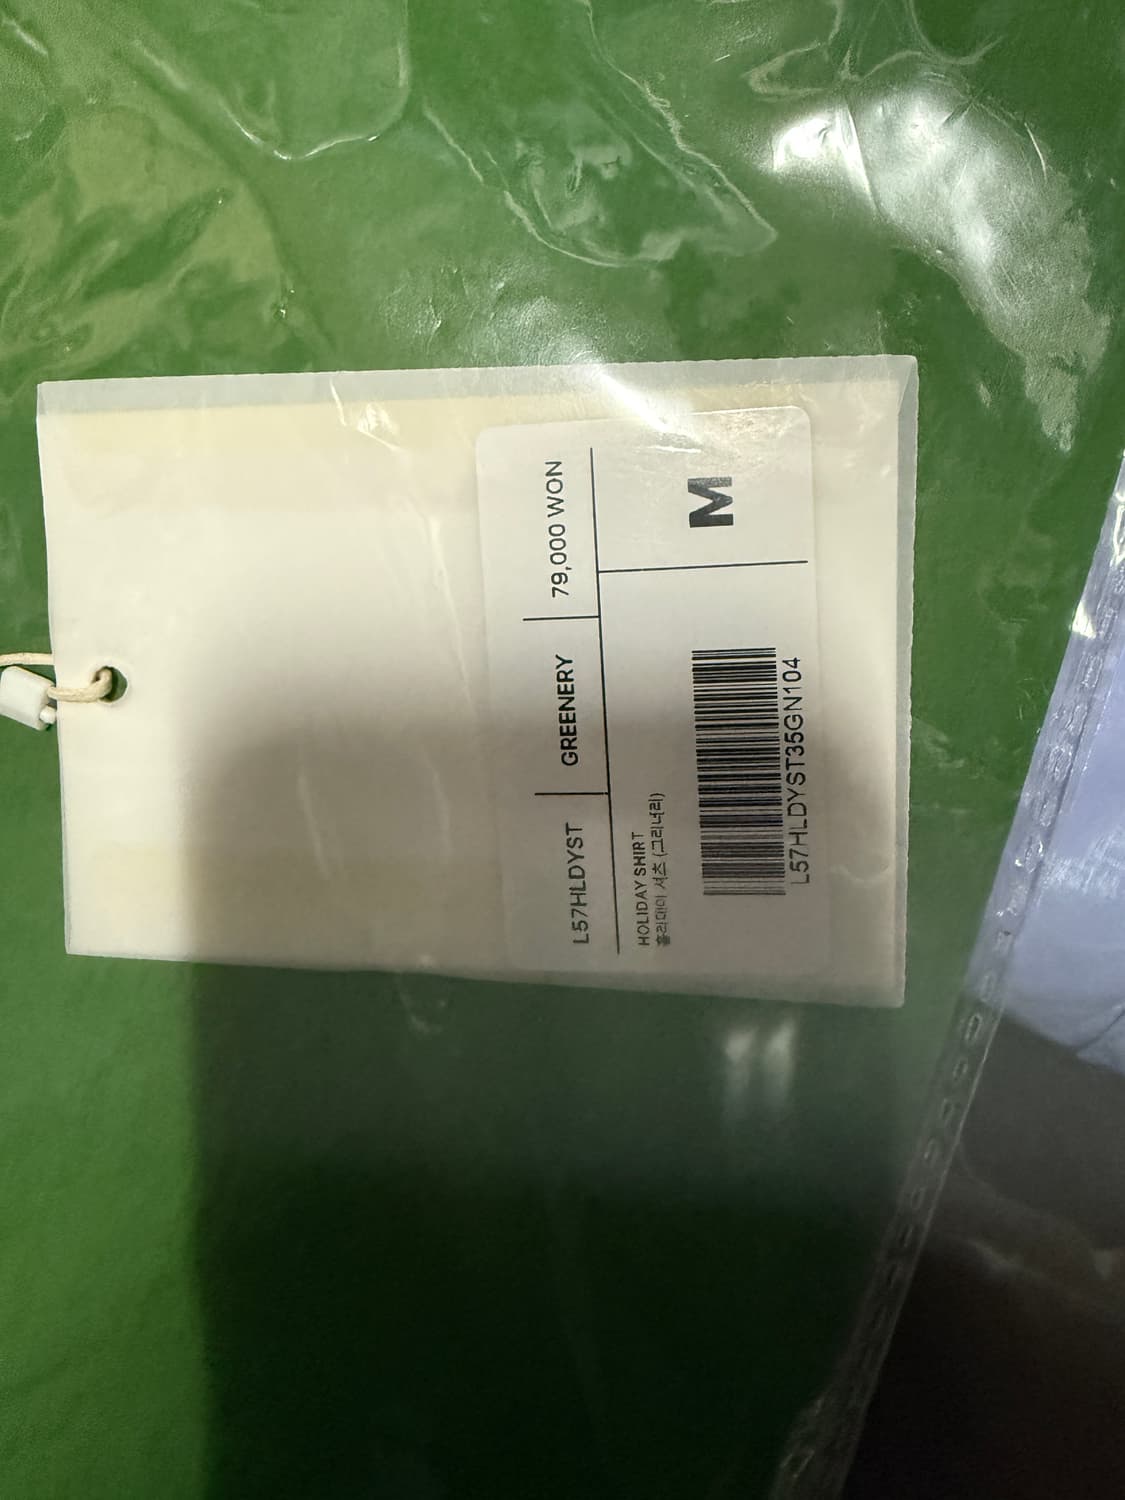 L57HLDYST GREENERY 79,000 WON
HOLIDAY SHIRT
홀리데이 셔츠 (그리너리)
M
L57HLDYST35GN104